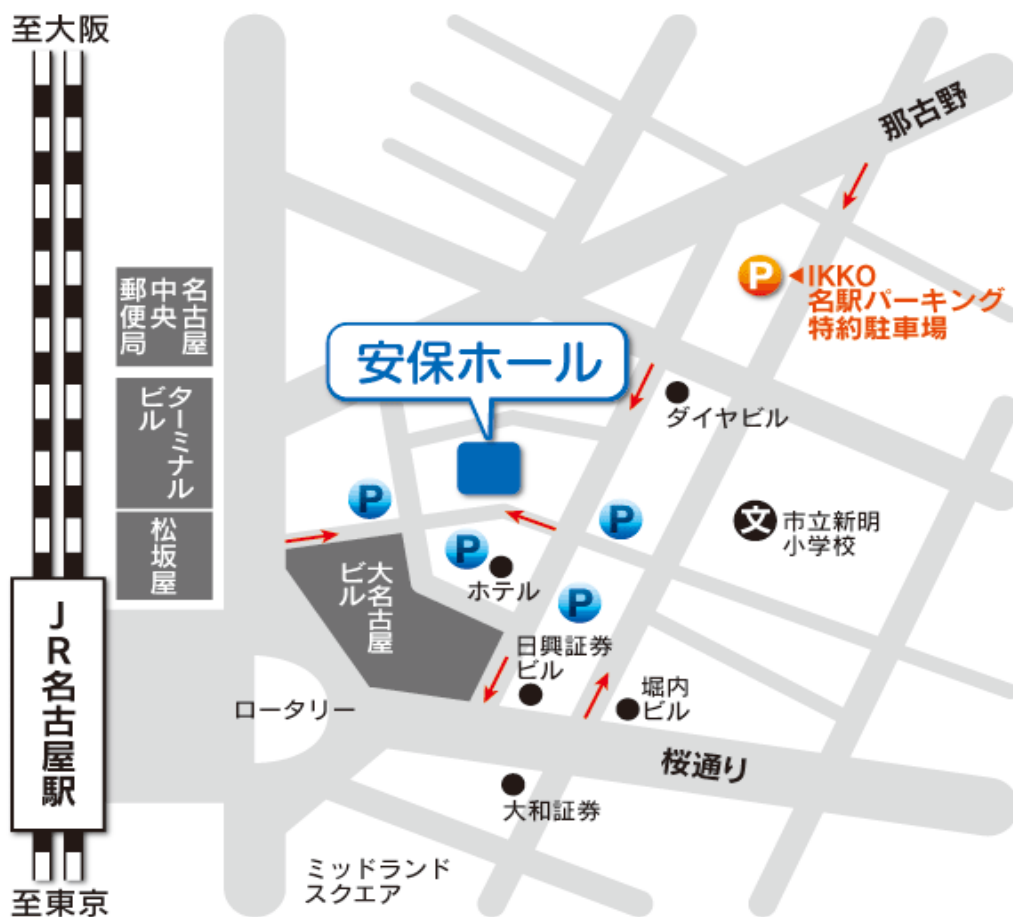 至大阪
那古野
P
IKKO
名駅パーキング
特約駐車場
名古屋
中央
郵便局
安保ホール
ターミナル
ビル
ダイヤビル
P
P
文
市立新明
小学校
松坂屋
P
ホテル
大名古屋
ビル
P
日興証券
ビル
JR名古屋駅
ロータリー
堀内
ビル
桜通り
大和証券
ミッドランド
スクエア
至東京